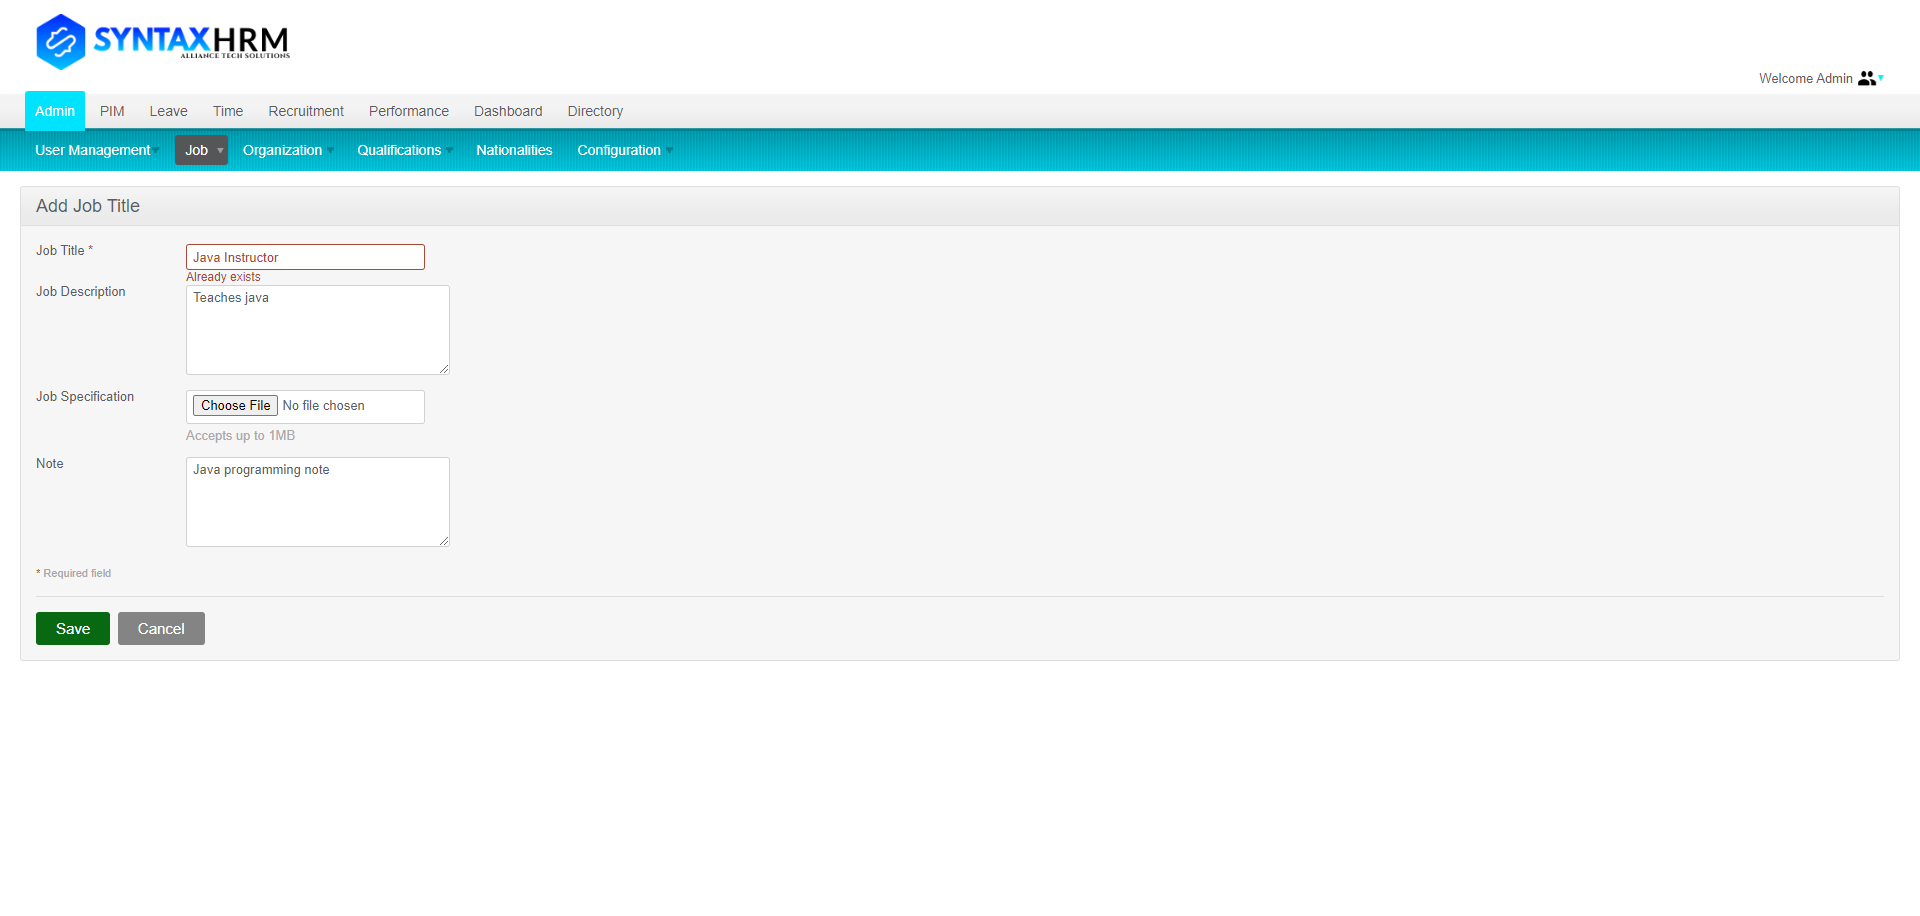 SYNTAXHRM
ALLIANCE TECH SOLUTIONS
Welcome Admin
Admin PIM Leave Time Recruitment Performance Dashboard Directory
User Management Job Organization Qualifications Nationalities Configuration
Add Job Title
Job Title *
Java Instructor
Already exists
Job Description
Teaches java
Job Specification
Choose File No file chosen
Accepts up to 1MB
Note
Java programming note
* Required field
Save Cancel